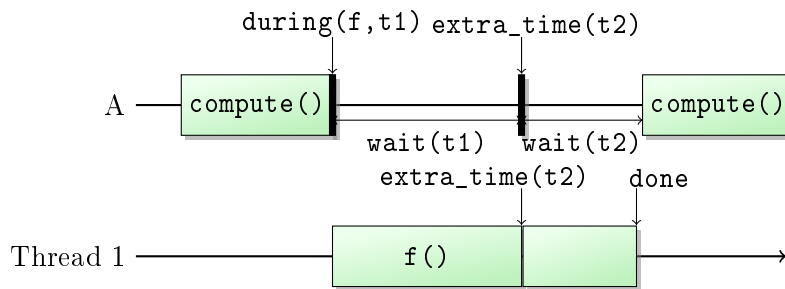 during(f,t1) extra_time(t2)
A compute() compute()
wait(t1) wait(t2)
extra_time(t2) done
Thread 1 f()